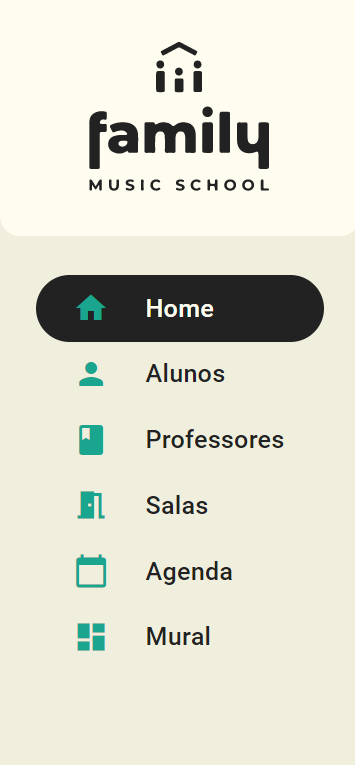 family
MUSIC SCHOOL
Home
Alunos
Professores
Salas
Agenda
Mural